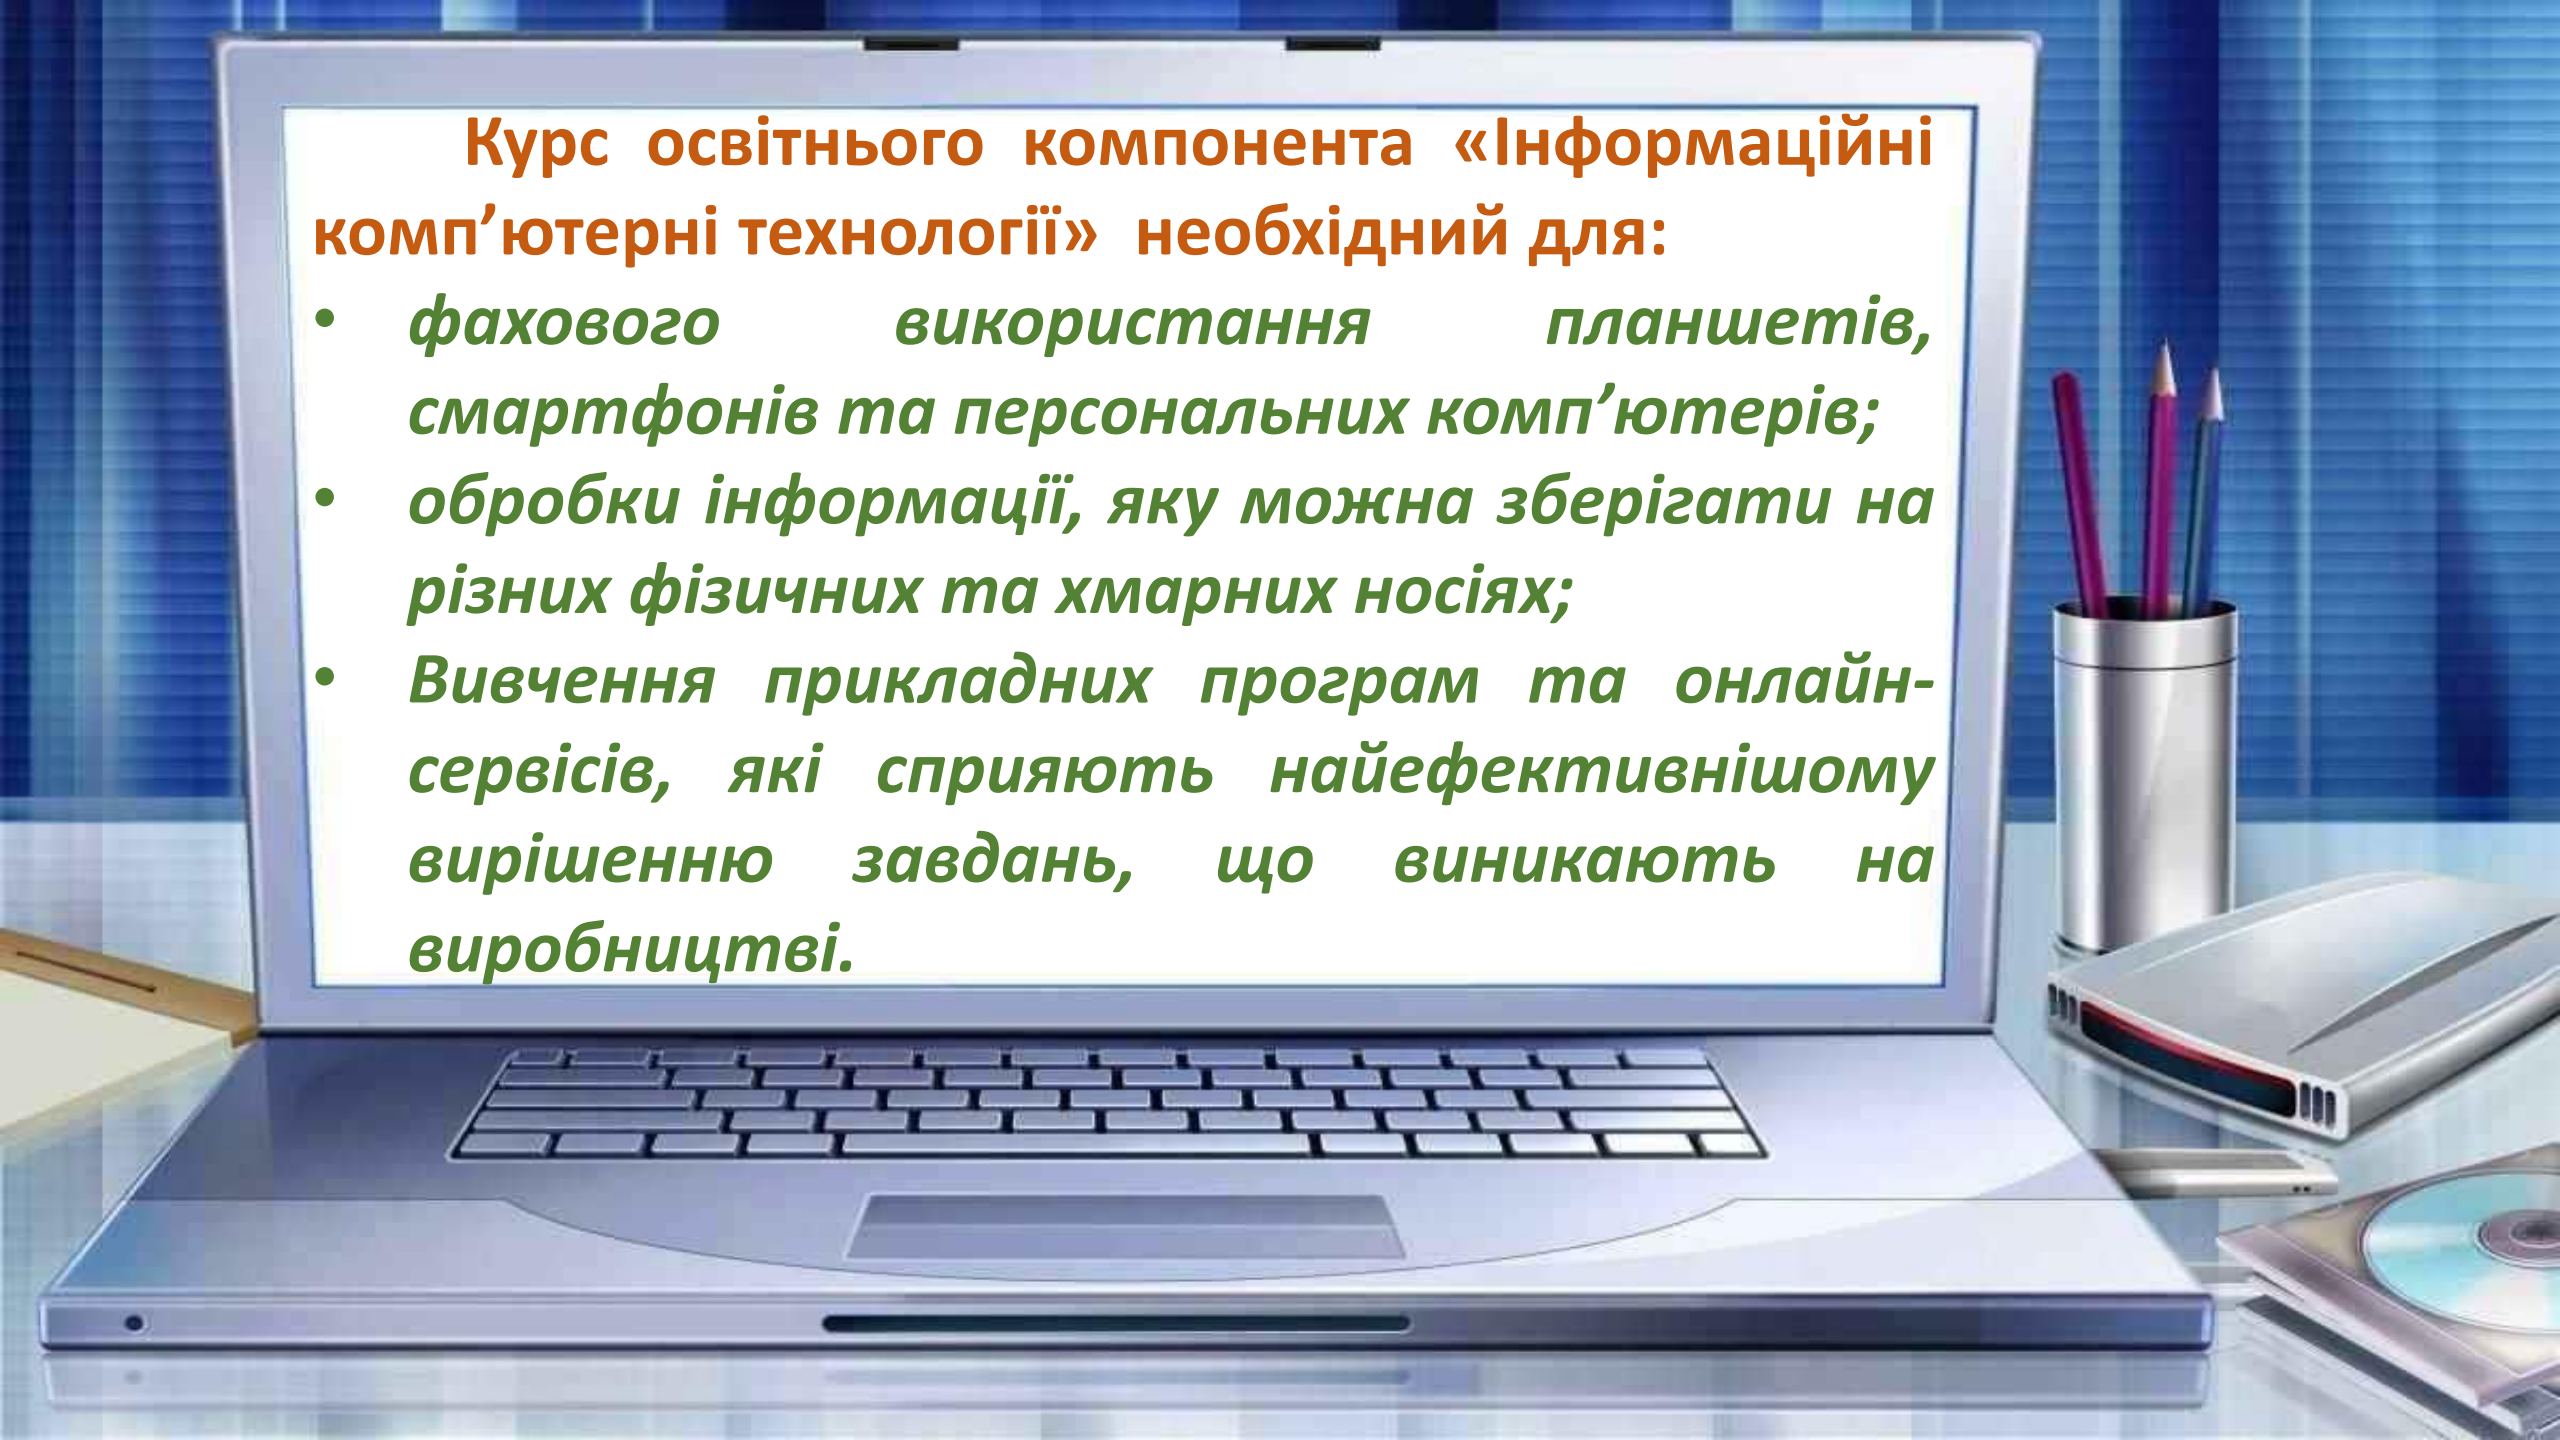 Курс освітнього компонента «Інформаційні
комп’ютерні технології» необхідний для:
• фахового використання планшетів,
смартфонів та персональних комп’ютерів;
• обробки інформації, яку можна зберігати на
різних фізичних та хмарних носіях;
• Вивчення прикладних програм та онлайн-
сервісів, які сприяють найефективнішому
вирішенню завдань, що виникають на
виробництві.